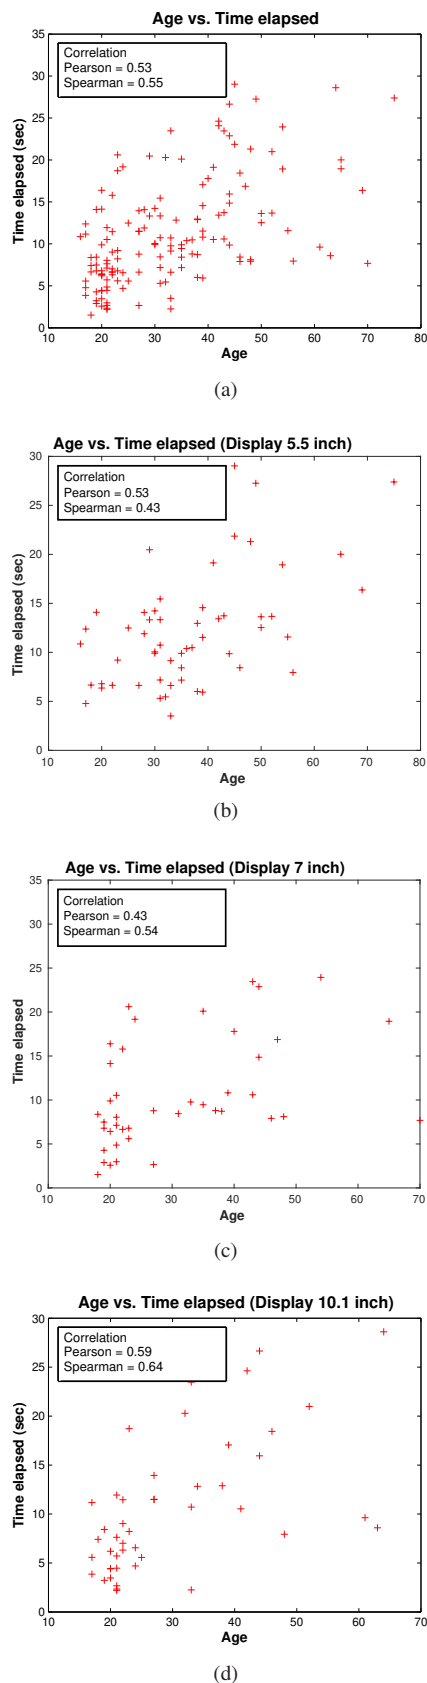 Age vs. Time elapsed
Correlation
Pearson = 0.53
Spearman = 0.55
Time elapsed (sec)
35
30
25
20
15
10
5
0
10 20 30 40 50 60 70 80
Age
(a)
Age vs. Time elapsed (Display 5.5 inch)
Correlation
Pearson = 0.53
Spearman = 0.43
Time elapsed (sec)
30
25
20
15
10
5
0
10 20 30 40 50 60 70 80
Age
(b)
Age vs. Time elapsed (Display 7 inch)
Correlation
Pearson = 0.43
Spearman = 0.54
Time elapsed
35
30
25
20
15
10
5
0
10 20 30 40 50 60 70
Age
(c)
Age vs. Time elapsed (Display 10.1 inch)
Correlation
Pearson = 0.59
Spearman = 0.64
Time elapsed (sec)
30
25
20
15
10
5
0
10 20 30 40 50 60 70
Age
(d)